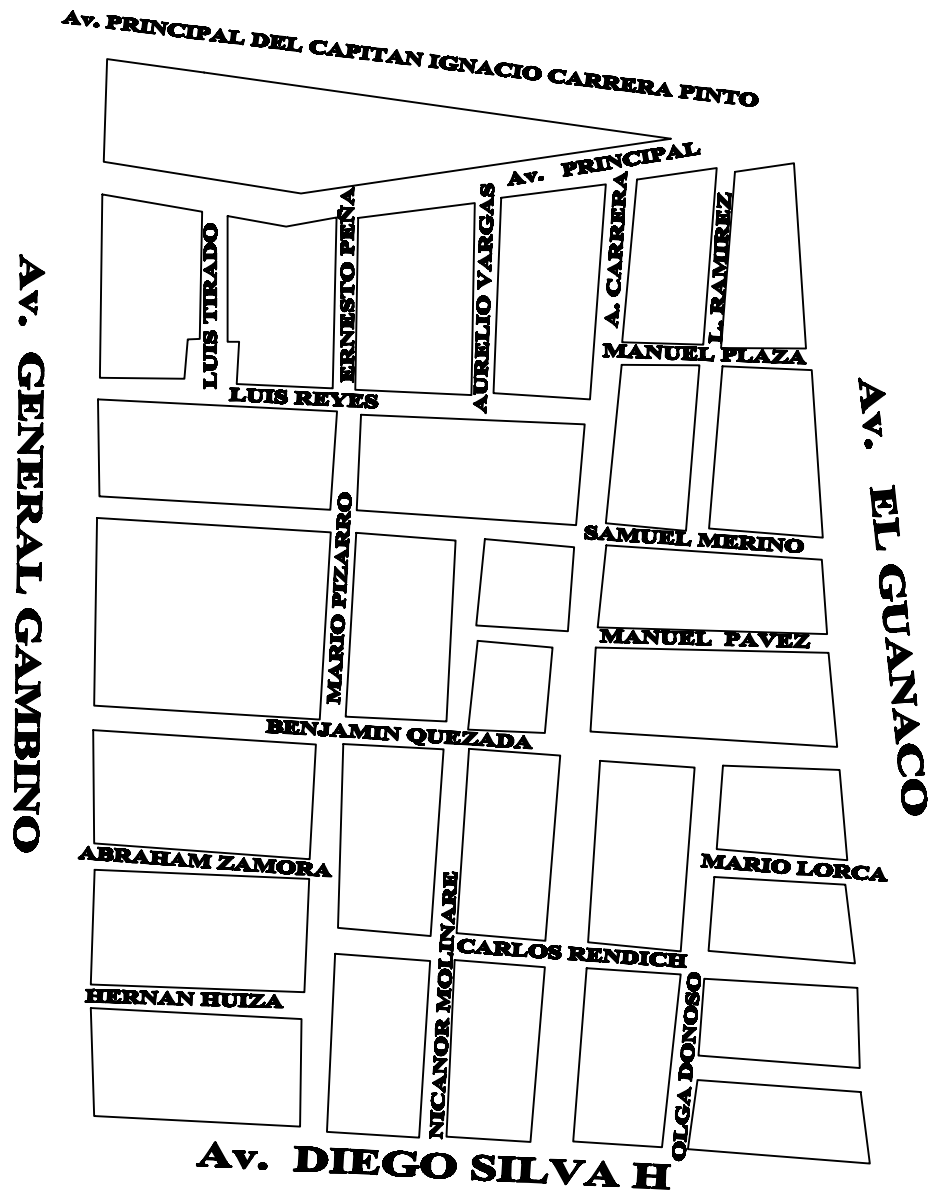 Av. PRINCIPAL DEL CAPITAN IGNACIO CARRERA PINTO
Av. PRINCIPAL
LUIS TIRADO
ERNESTO PEÑA
AURELIO VARGAS
A. CARRERA
L. RAMIREZ
MANUEL PLAZA
LUIS REYES
Av. GENERAL GAMBINO
Av. EL GUANACO
MARIO PIZARRO
SAMUEL MERINO
MANUEL PAVEZ
BENJAMIN QUEZADA
ABRAHAM ZAMORA
MARIO LORCA
NICANOR MOLINARE
CARLOS RENDICH
HERNAN HUIZA
OLGA DONOSO
Av. DIEGO SILVA H